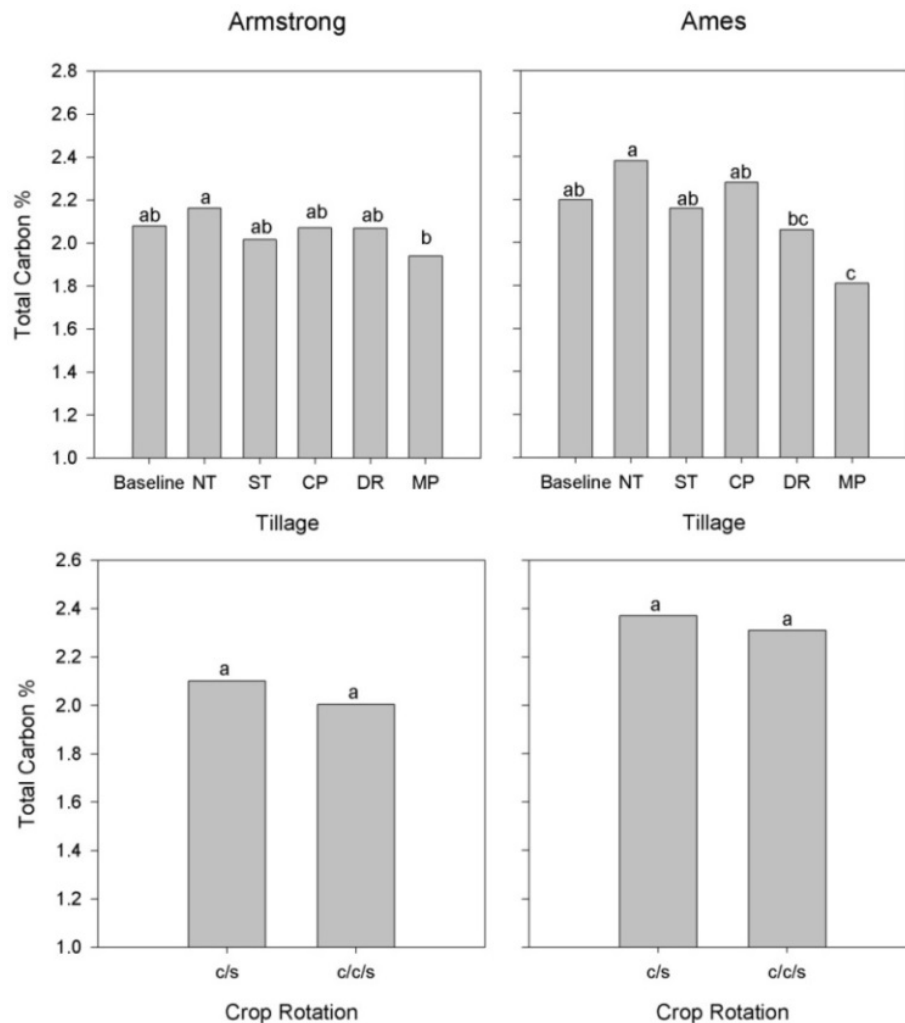 Armstrong
Ames
Total Carbon %
2.8
2.6
2.4
2.2
2.0
1.8
1.6
1.4
1.2
1.0
ab
a
ab
ab
ab
b
Baseline NT ST CP DR MP
Tillage
ab
a
ab
ab
bc
c
Baseline NT ST CP DR MP
Tillage
Total Carbon %
2.6
2.4
2.2
2.0
1.8
1.6
1.4
1.2
1.0
a
a
c/s c/c/s
Crop Rotation
a
a
c/s c/c/s
Crop Rotation